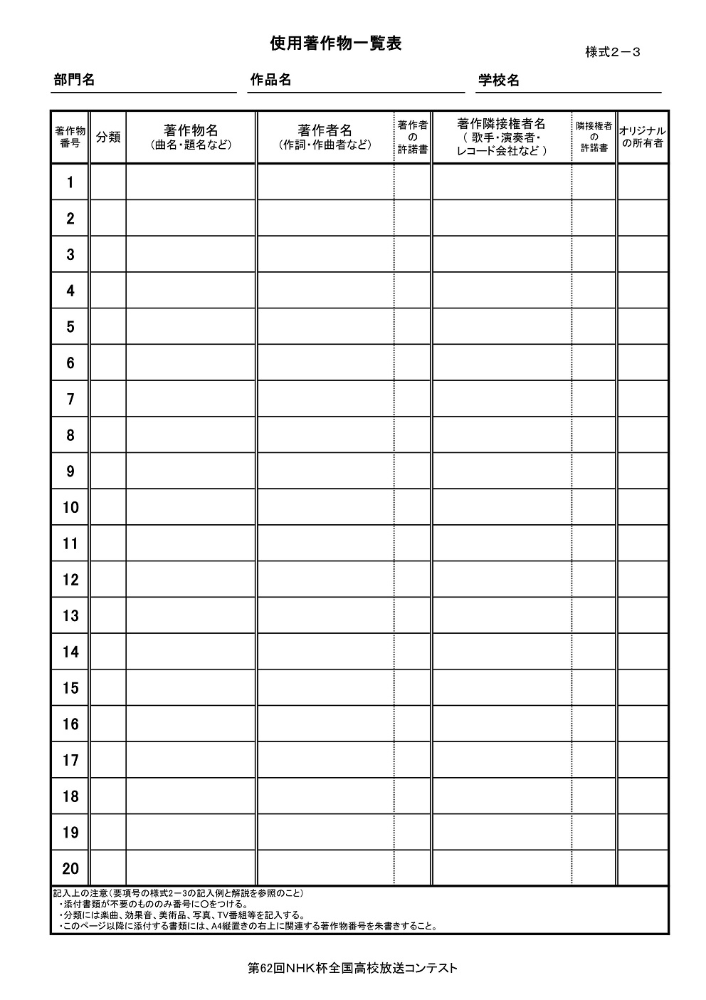 使用著作物一覧表
様式２－３
部門名 作品名 学校名
著作物
番号
分類
著作物名
（曲名・題名など）
著作者名
（作詞・作曲者など）
著作者
の
許諾書
著作隣接権者名
（ 歌手・演奏者・
レコード会社など ）
隣接権者
の
許諾書
オリジナル
の所有者
1
2
3
4
5
6
7
8
9
10
11
12
13
14
15
16
17
18
19
20
記入上の注意（要項号の様式2－3の記入例と解説を参照のこと）
・添付書類が不要のもののみ番号に〇をつける。
・分類には楽曲、効果音、美術品、写真、TV番組等を記入する。
・このページ以降に添付する書類には、A4縦置きの右上に関連する著作物番号を朱書きすること。
第62回NHK杯全国高校放送コンテスト